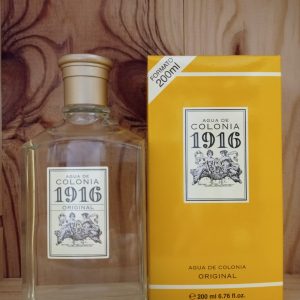 AGUA DE
COLONIA
1916
ORIGINAL
FORMATO
200ml
AGUA DE
COLONIA
1916
AGUA DE COLONIA
ORIGINAL
℮ 200 ml 6.76 fl.oz.